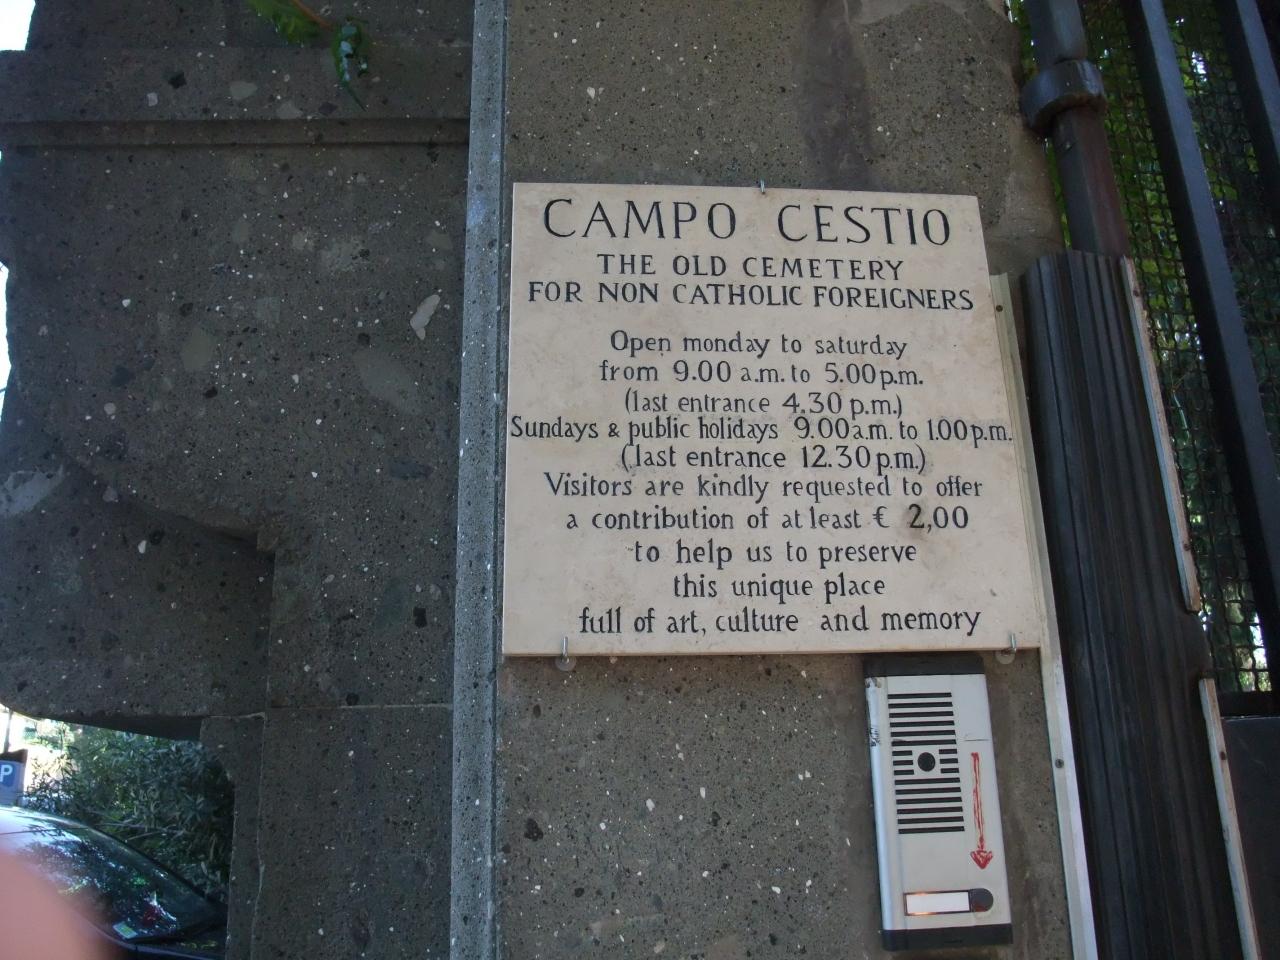 CAMPO CESTIO
THE OLD CEMETERY
FOR NON CATHOLIC FOREIGNERS
Open monday to saturday
from 9.00 a.m. to 5.00 p.m.
(last entrance 4.30 p.m.)
Sundays & public holidays 9.00 a.m. to 1.00 p.m.
(last entrance 12.30 p.m.)
Visitors are kindly requested to offer
a contribution of at least € 2,00
to help us to preserve
this unique place
full of art, culture and memory
P